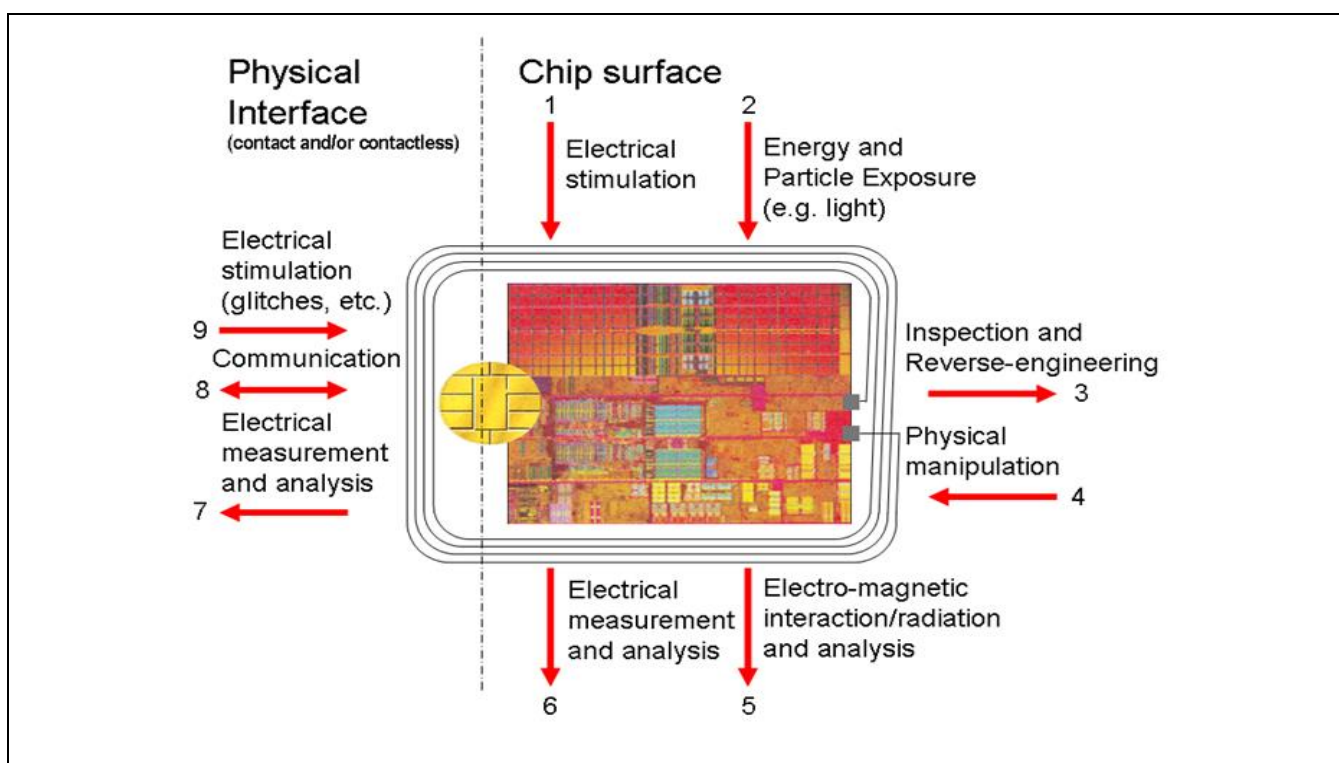 Physical
Interface
(contact and/or contactless)
Chip surface
1
2
Electrical
stimulation
Energy and
Particle Exposure
(e.g. light)
Electrical
stimulation
(glitches, etc.)
9
Communication
8
Electrical
measurement
and analysis
7
Inspection and
Reverse-engineering
3
Physical
manipulation
4
Electrical
measurement
and analysis
6
Electro-magnetic
interaction/radiation
and analysis
5